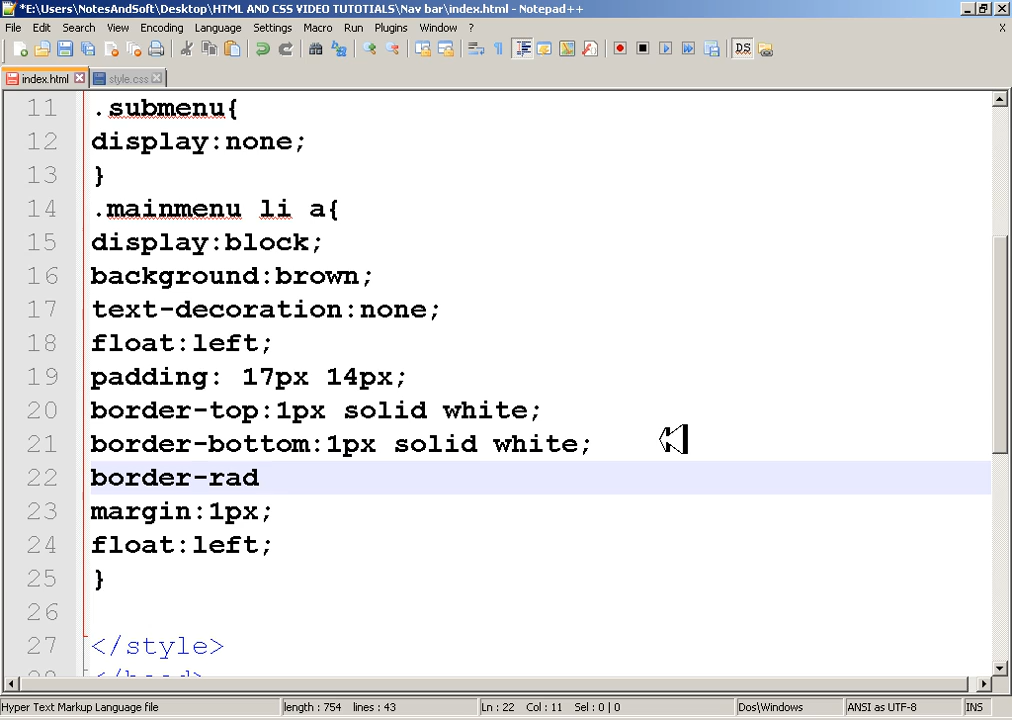 *E:\Users\NotesAndSoft\Desktop\HTML AND CSS VIDEO TUTOTIALS\Nav bar\index.html - Notepad++
File Edit Search View Encoding Language Settings Macro Run Plugins Window ?
index.html style.css
11 .submenu{
12 display:none;
13 }
14 .mainmenu li a{
15 display:block;
16 background:brown;
17 text-decoration:none;
18 float:left;
19 padding: 17px 14px;
20 border-top:1px solid white;
21 border-bottom:1px solid white;
22 border-rad
23 margin:1px;
24 float:left;
25 }
26
27 </style>
28 </head>
Hyper Text Markup Language file length : 754 lines : 43 Ln : 22 Col : 11 Sel : 0 | 0 Dos\Windows ANSI as UTF-8 INS